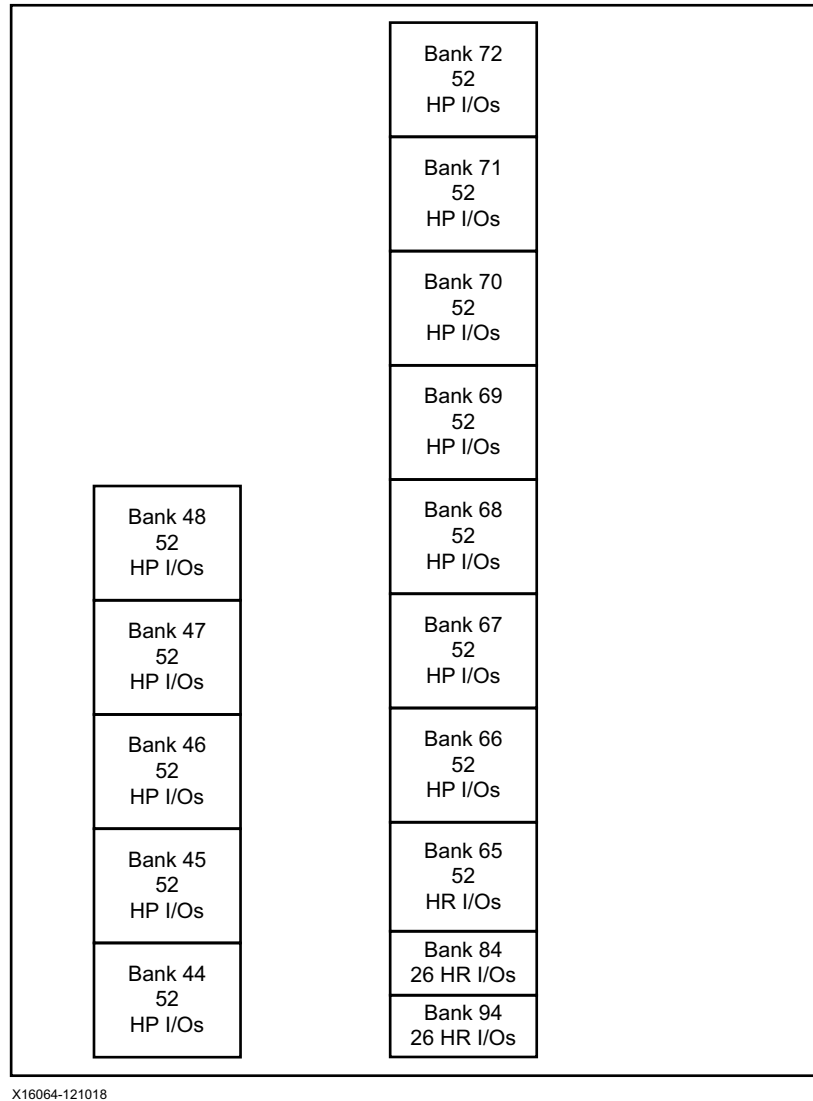 Bank 72
52
HP I/Os
Bank 71
52
HP I/Os
Bank 70
52
HP I/Os
Bank 69
52
HP I/Os
Bank 68
52
HP I/Os
Bank 67
52
HP I/Os
Bank 66
52
HP I/Os
Bank 65
52
HR I/Os
Bank 84
26 HR I/Os
Bank 94
26 HR I/Os
Bank 48
52
HP I/Os
Bank 47
52
HP I/Os
Bank 46
52
HP I/Os
Bank 45
52
HP I/Os
Bank 44
52
HP I/Os
X16064-121018